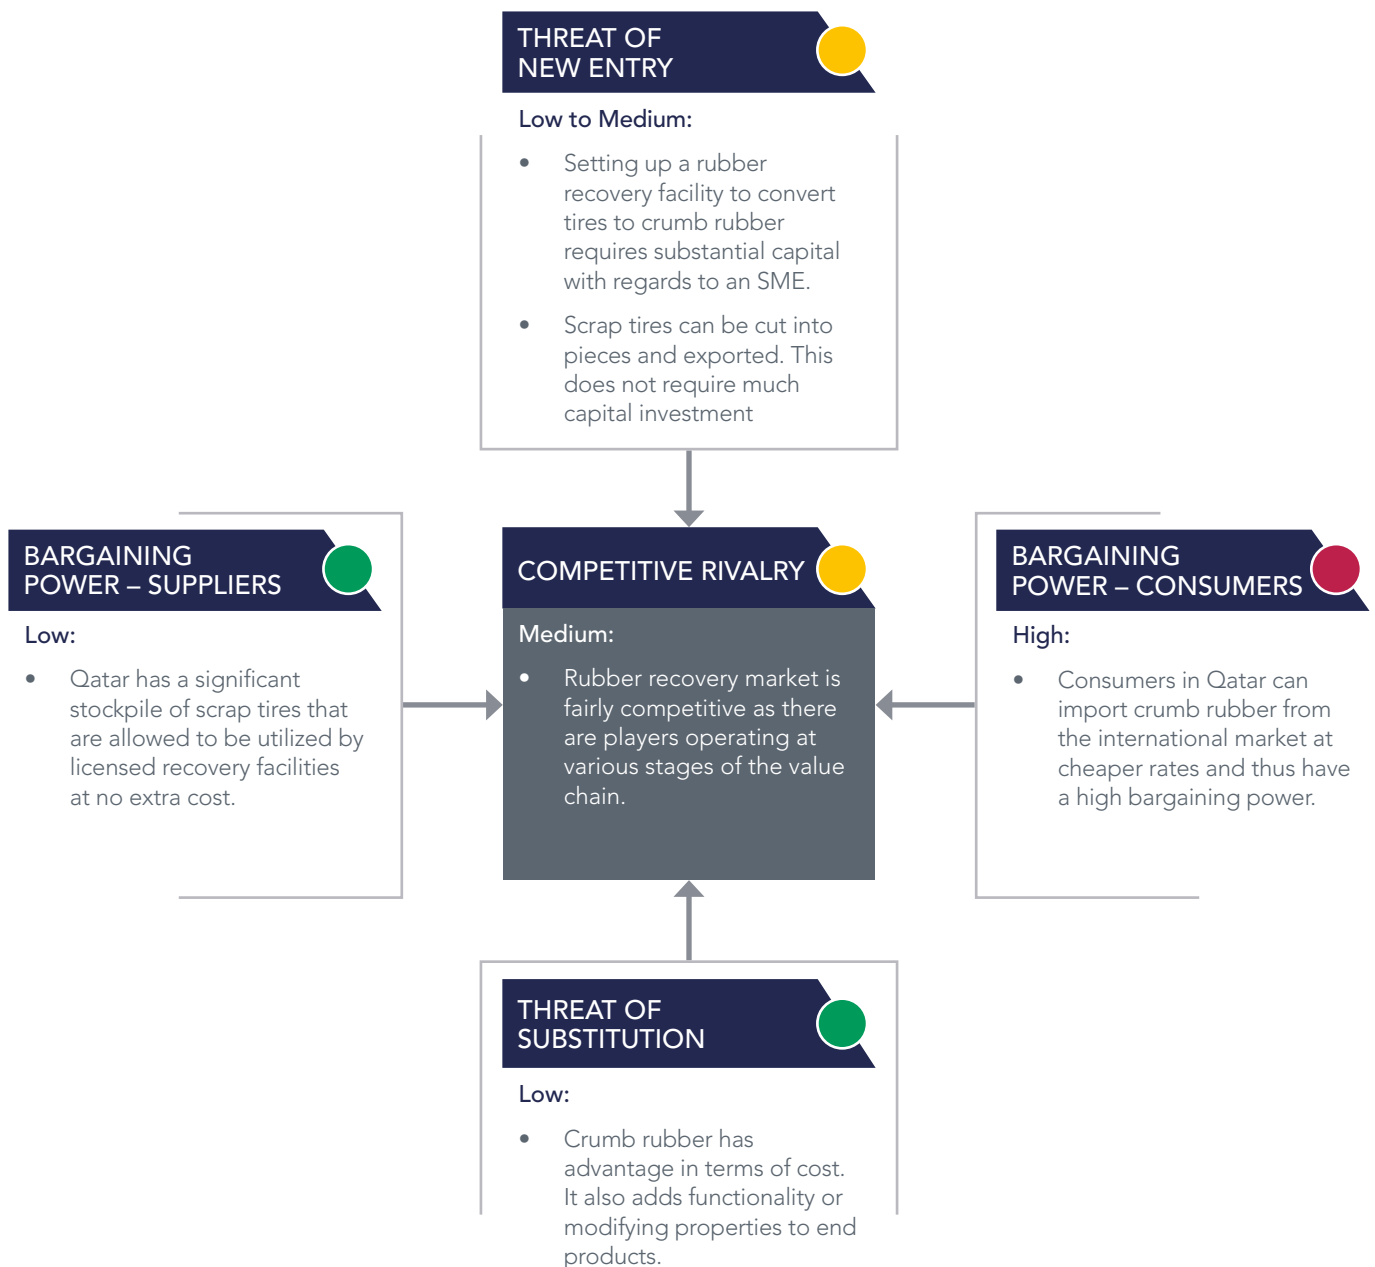 THREAT OF
NEW ENTRY
Low to Medium:
• Setting up a rubber
recovery facility to convert
tires to crumb rubber
requires substantial capital
with regards to an SME.
• Scrap tires can be cut into
pieces and exported. This
does not require much
capital investment
BARGAINING
POWER – SUPPLIERS
Low:
• Qatar has a significant
stockpile of scrap tires that
are allowed to be utilized by
licensed recovery facilities
at no extra cost.
COMPETITIVE RIVALRY
Medium:
• Rubber recovery market is
fairly competitive as there
are players operating at
various stages of the value
chain.
BARGAINING
POWER – CONSUMERS
High:
• Consumers in Qatar can
import crumb rubber from
the international market at
cheaper rates and thus have
a high bargaining power.
THREAT OF
SUBSTITUTION
Low:
• Crumb rubber has
advantage in terms of cost.
It also adds functionality or
modifying properties to end
products.